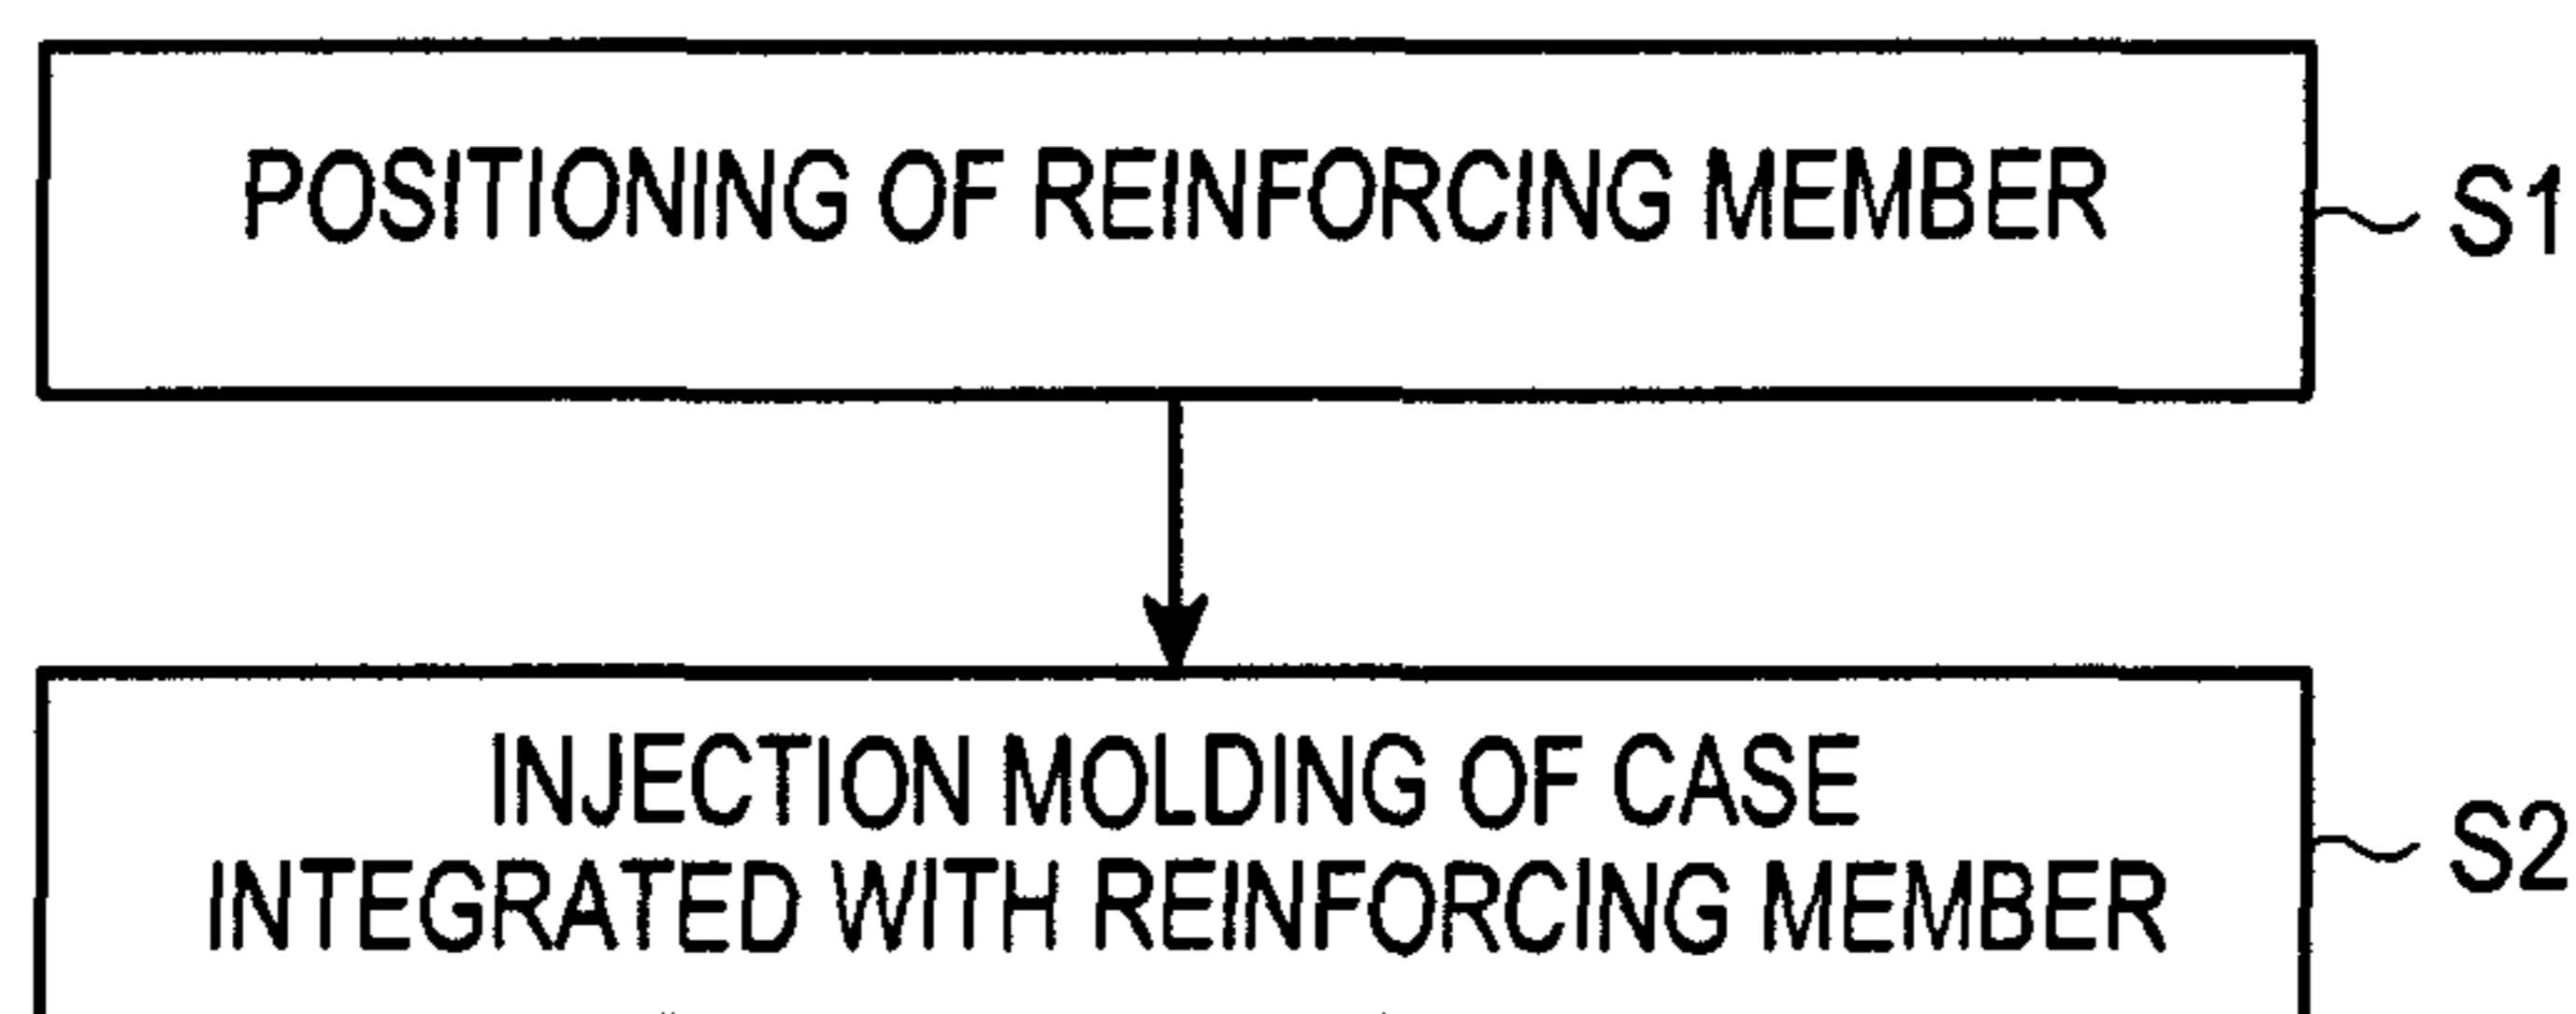 POSITIONING OF REINFORCING MEMBER
S1
INJECTION MOLDING OF CASE
INTEGRATED WITH REINFORCING MEMBER
S2